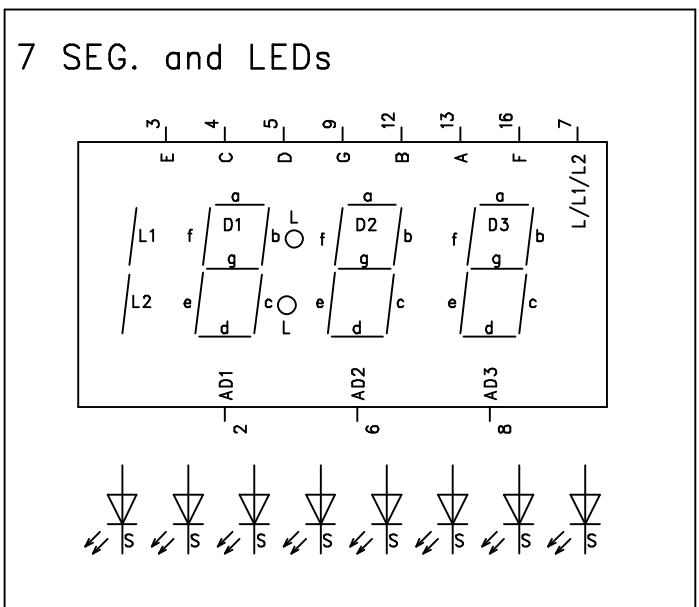 7 SEG. and LEDs
3 4 5 9 12 13 16 7
E C D G B A F L/L1/L2
a a a
L1 f D1 b L f D2 b f D3 b
g g g
L2 e c e c e c
d L d d
AD1 AD2 AD3
2 6 8
S S S S S S S S